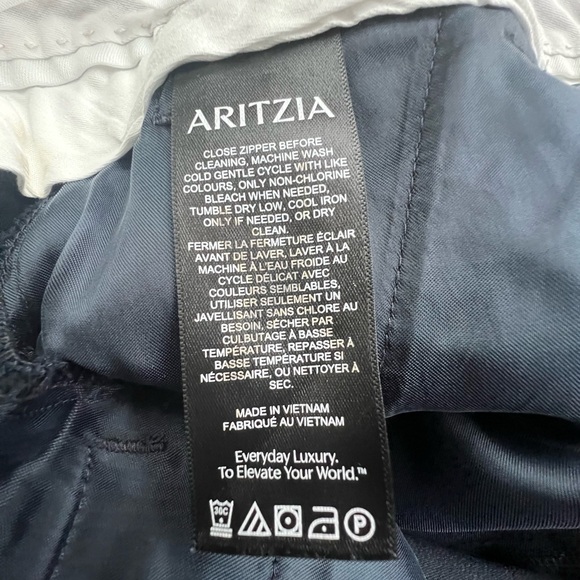 ARITZIA
CLOSE ZIPPER BEFORE
CLEANING, MACHINE WASH
COLD GENTLE CYCLE WITH LIKE
COLOURS, ONLY NON-CHLORINE
BLEACH WHEN NEEDED,
TUMBLE DRY LOW, COOL IRON
ONLY IF NEEDED, OR DRY
CLEAN.
FERMER LA FERMETURE ÉCLAIR
AVANT DE LAVER, LAVER À LA
MACHINE À L'EAU FROIDE AU
CYCLE DÉLICAT AVEC
COULEURS SEMBLABLES,
UTILISER SEULEMENT UN
JAVELLISANT SANS CHLORE AU
BESOIN, SÉCHER PAR
CULBUTAGE À BASSE
TEMPÉRATURE, REPASSER À
BASSE TEMPÉRATURE SI
NÉCESSAIRE, OU NETTOYER À
SEC.
MADE IN VIETNAM
FABRIQUÉ AU VIETNAM
Everyday Luxury.
To Elevate Your World.™
30C P